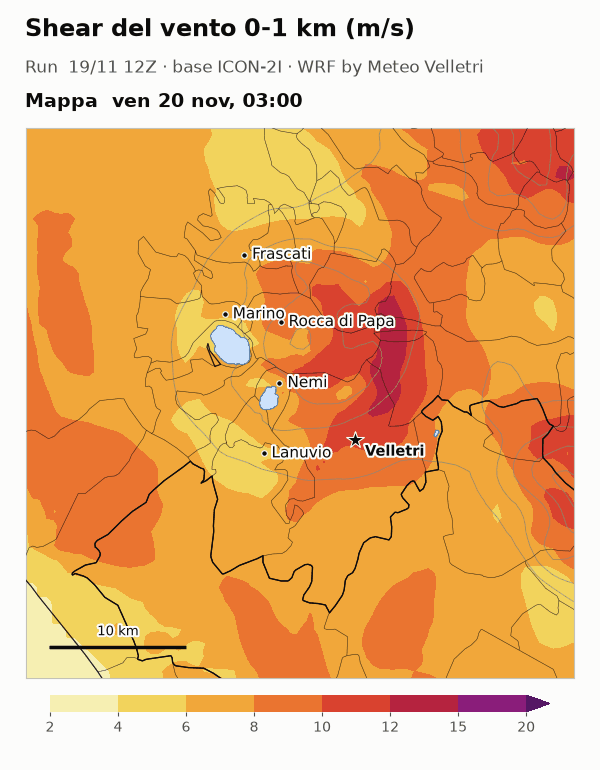 Shear del vento 0-1 km (m/s)
Run  19/11 12Z · base ICON-2I · WRF by Meteo Velletri
Mappa  ven 20 nov, 03:00
Frascati
Marino
Rocca di Papa
Nemi
Velletri
Lanuvio
10 km
2 4 6 8 10 12 15 20